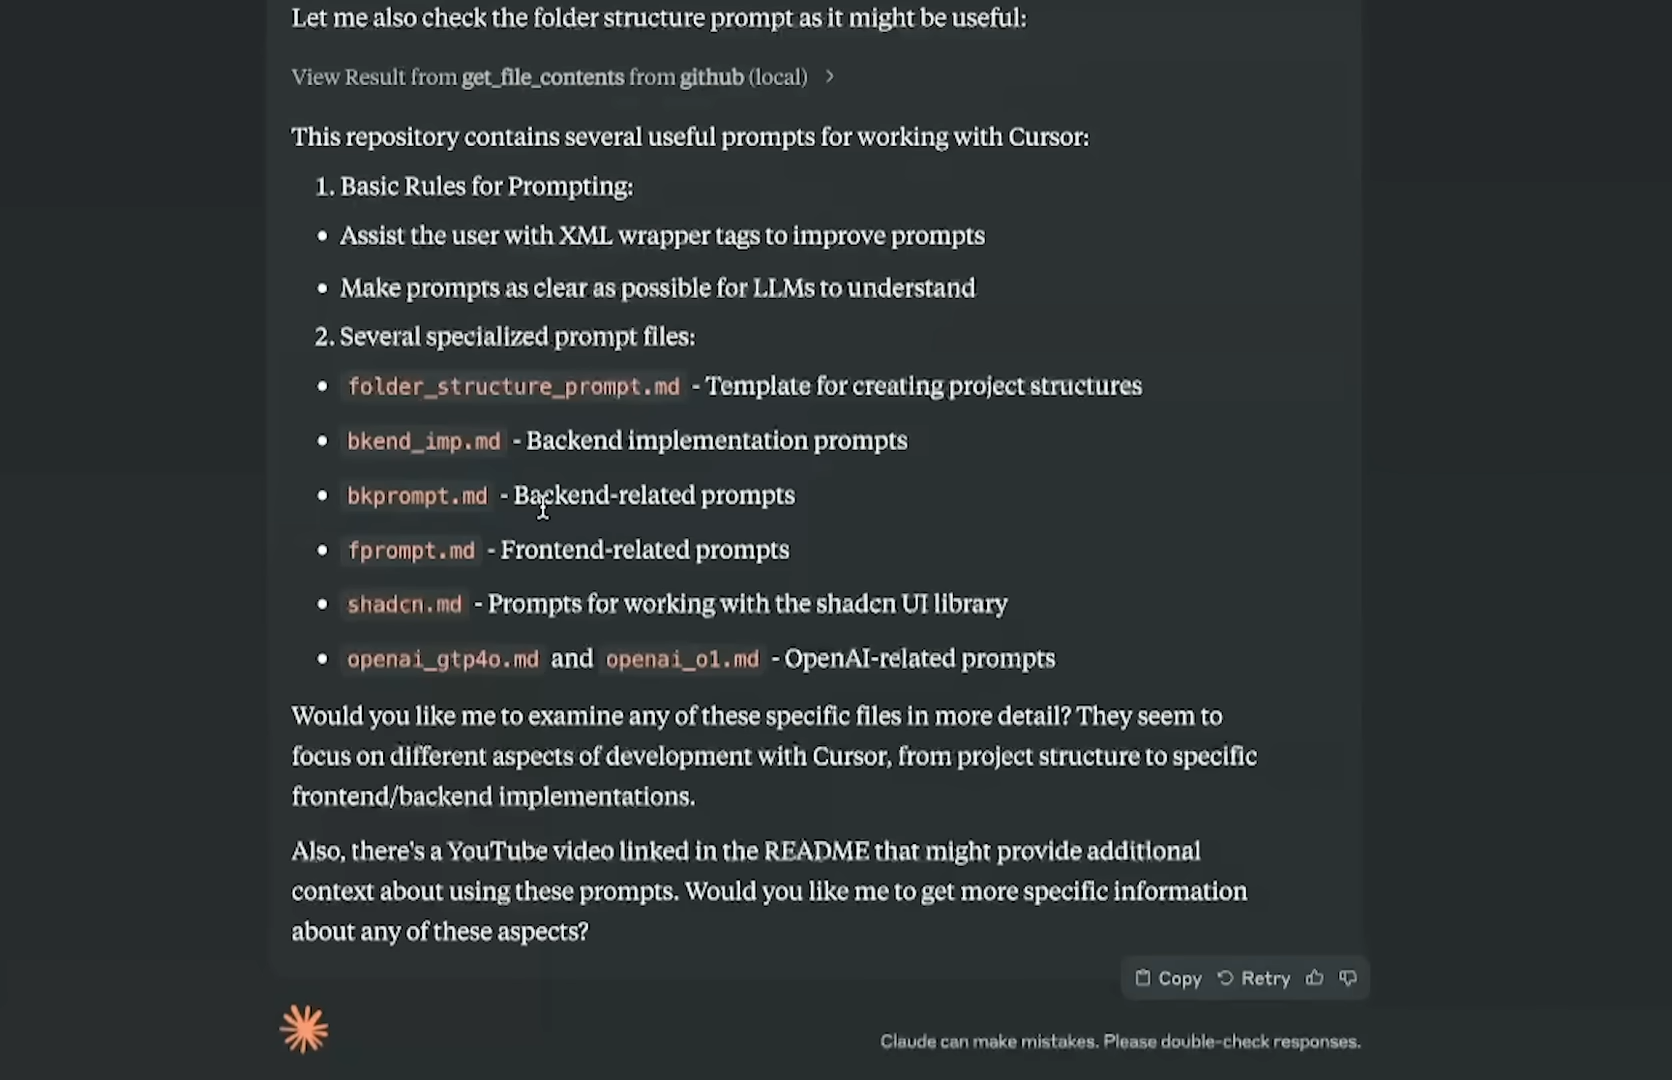 Let me also check the folder structure prompt as it might be useful:
View Result from get_file_contents from github (local)
This repository contains several useful prompts for working with Cursor:
1. Basic Rules for Prompting:
• Assist the user with XML wrapper tags to improve prompts
• Make prompts as clear as possible for LLMs to understand
2. Several specialized prompt files:
• folder_structure_prompt.md - Template for creating project structures
• bkend_imp.md - Backend implementation prompts
• bkprompt.md - Backend-related prompts
• fprompt.md - Frontend-related prompts
• shadcn.md - Prompts for working with the shadcn UI library
• openai_gtp4o.md and openai_o1.md - OpenAI-related prompts
Would you like me to examine any of these specific files in more detail? They seem to
focus on different aspects of development with Cursor, from project structure to specific
frontend/backend implementations.
Also, there's a YouTube video linked in the README that might provide additional
context about using these prompts. Would you like me to get more specific information
about any of these aspects?
Copy Retry
Claude can make mistakes. Please double-check responses.